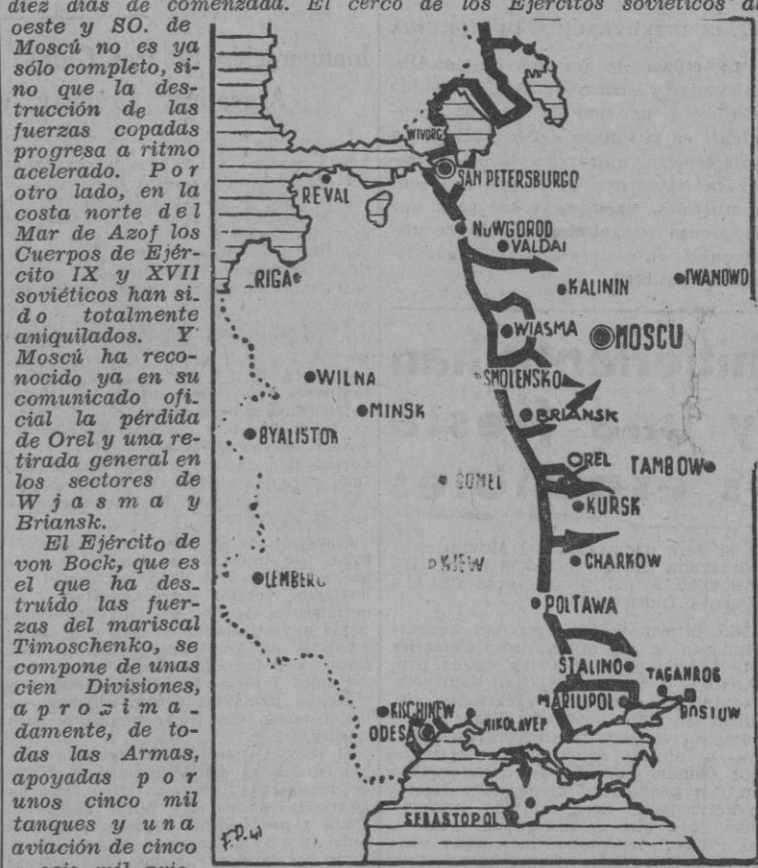 diez días de comenzada. El cerco de los Ejércitos soviéticos al
oeste y SO. de
Moscú no es ya
sólo completo, si-
no que la des-
trucción de las
fuerzas copadas
progresa a ritmo
acelerado. Por
otro lado, en la
costa norte del
Mar de Azof los
Cuerpos de Ejér-
cito IX y XVII
soviéticos han si-
do totalmente
aniquilados. Y
Moscú ha reco-
nocido ya en su
comunicado ofi-
cial la pérdida
de Orel y una re-
tirada general en
los sectores de
Wjasma y
Briansk.
El Ejército de
von Bock, que es
el que ha des-
truído las fuer-
zas del mariscal
Timoschenko, se
compone de unas
cien Divisiones,
aproxima-
damente, de to-
das las Armas,
apoyadas por
unos cinco mil
tanques y una
aviación de cinco
WIVORG
SAN PETERSBURGO
REVAL
NUWGOROD
VALDAI
RIGA
KALININ
IWANOWO
WIASMA
MOSCU
SMOLENSKO
WILNA
MINSK
BRIANSK
BYALISTOK
OREL
TAMBOW
GOMEL
KURSK
KIEW
CHARKOW
LEMBERG
POLTAWA
STALINO
TAGANROG
MARIUPOL
ROSTOW
KISCHINEW
ODESA
NIKOLAYEF
SEBASTOPOL
F.P. 41